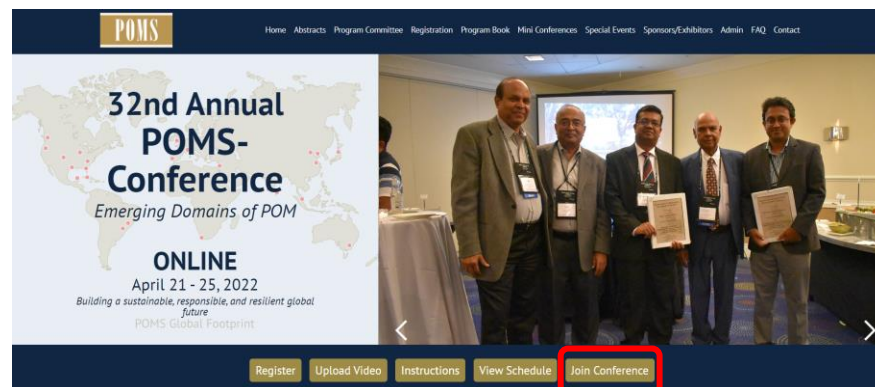 POMS
Home Abstracts Program Committee Registration Program Book Mini Conferences Special Events Sponsors/Exhibitors Admin FAQ Contact
32nd Annual
POMS-
Conference
Emerging Domains of POM
ONLINE
April 21 - 25, 2022
Building a sustainable, responsible, and resilient global
future
POMS Global Footprint
Register Upload Video Instructions View Schedule Join Conference